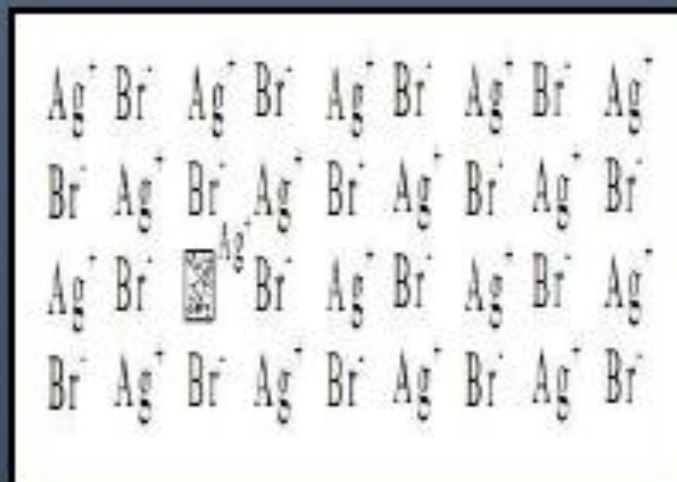 Ag⁺ Br⁻ Ag⁺ Br⁻ Ag⁺ Br⁻ Ag⁺ Br⁻ Ag⁺
Br⁻ Ag⁺ Br⁻ Ag⁺ Br⁻ Ag⁺ Br⁻ Ag⁺ Br⁻
Ag⁺
Ag⁺ Br⁻ Br⁻ Ag⁺ Br⁻ Ag⁺ Br⁻ Ag⁺
Br⁻ Ag⁺ Br⁻ Ag⁺ Br⁻ Ag⁺ Br⁻ Ag⁺ Br⁻